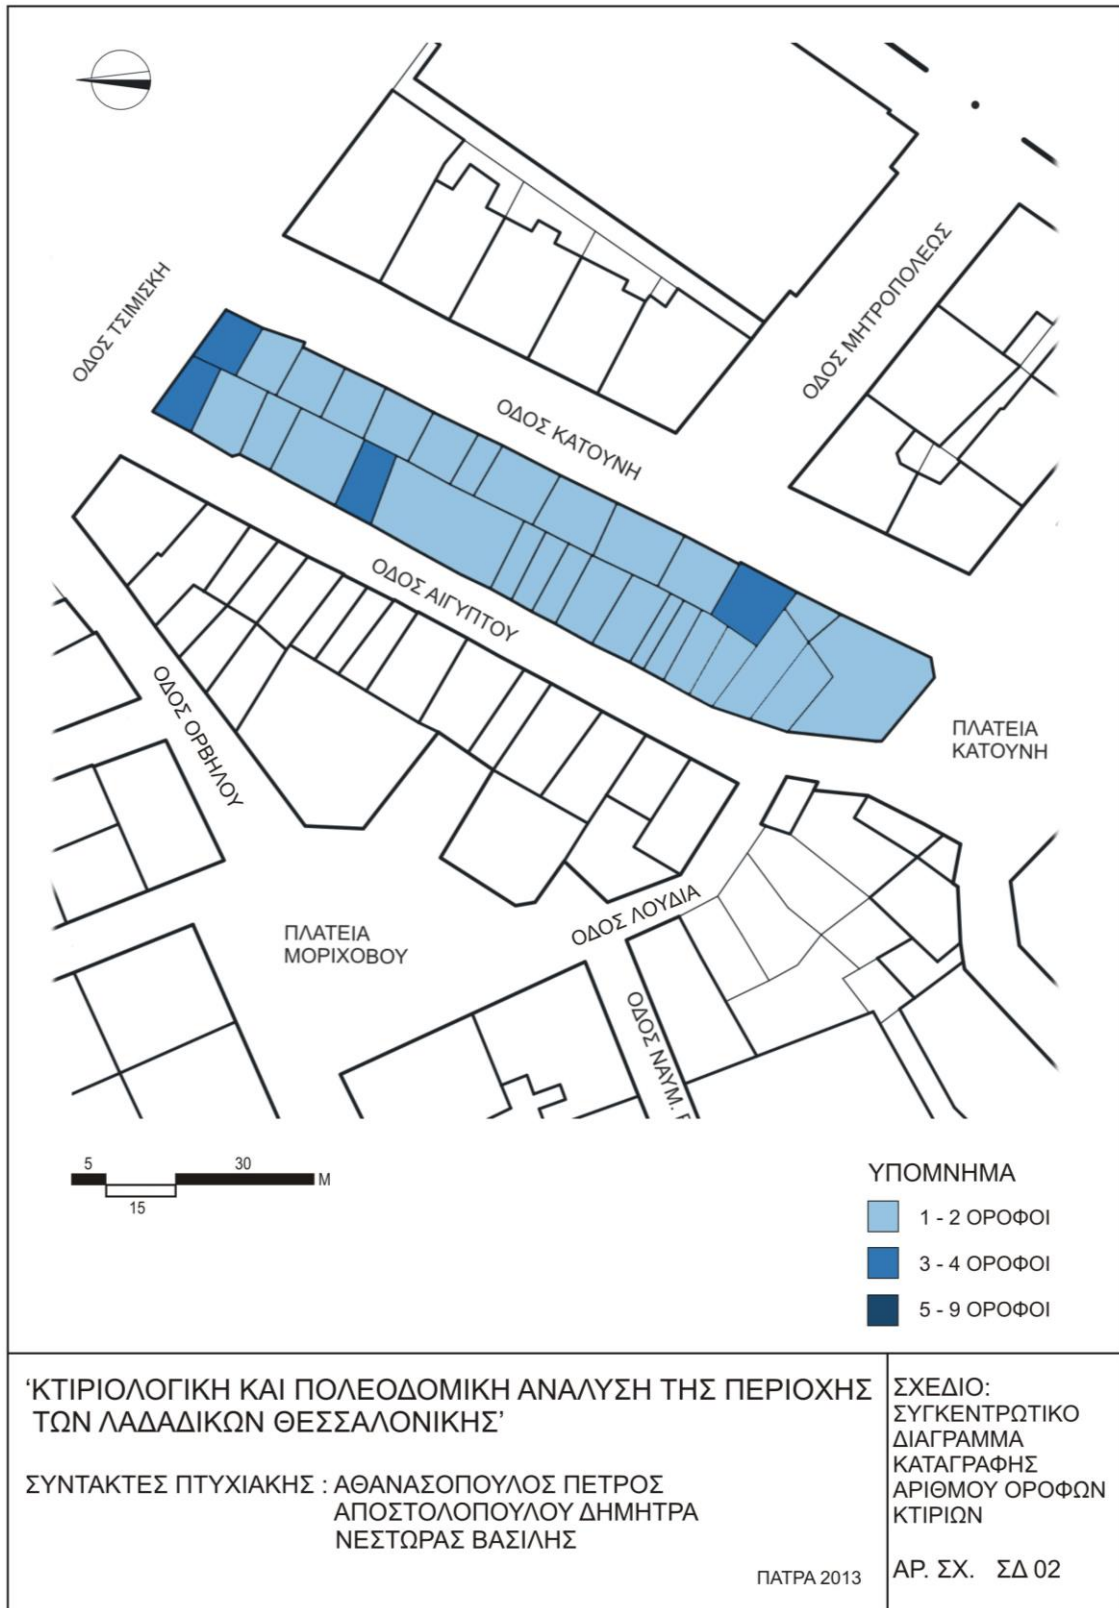 ΟΔΟΣ ΤΣΙΜΙΣΚΗ
ΟΔΟΣ ΜΗΤΡΟΠΟΛΕΩΣ
ΟΔΟΣ ΚΑΤΟΥΝΗ
ΟΔΟΣ ΑΙΓΥΠΤΟΥ
ΟΔΟΣ ΟΡΒΗΛΟΥ
ΠΛΑΤΕΙΑ
ΚΑΤΟΥΝΗ
ΟΔΟΣ ΛΟΥΔΙΑ
ΠΛΑΤΕΙΑ
ΜΟΡΙΧΟΒΟΥ
ΟΔΟΣ ΝΑΥΜ.
5 30 M
15
ΥΠΟΜΝΗΜΑ
1 - 2 ΟΡΟΦΟΙ
3 - 4 ΟΡΟΦΟΙ
5 - 9 ΟΡΟΦΟΙ
‘ΚΤΙΡΙΟΛΟΓΙΚΗ ΚΑΙ ΠΟΛΕΟΔΟΜΙΚΗ ΑΝΑΛΥΣΗ ΤΗΣ ΠΕΡΙΟΧΗΣ
ΤΩΝ ΛΑΔΑΔΙΚΩΝ ΘΕΣΣΑΛΟΝΙΚΗΣ’
ΣΥΝΤΑΚΤΕΣ ΠΤΥΧΙΑΚΗΣ : ΑΘΑΝΑΣΟΠΟΥΛΟΣ ΠΕΤΡΟΣ
ΑΠΟΣΤΟΛΟΠΟΥΛΟΥ ΔΗΜΗΤΡΑ
ΝΕΣΤΩΡΑΣ ΒΑΣΙΛΗΣ
ΠΑΤΡΑ 2013
ΣΧΕΔΙΟ:
ΣΥΓΚΕΝΤΡΩΤΙΚΟ
ΔΙΑΓΡΑΜΜΑ
ΚΑΤΑΓΡΑΦΗΣ
ΑΡΙΘΜΟΥ ΟΡΟΦΩΝ
ΚΤΙΡΙΩΝ
ΑΡ. ΣΧ. ΣΔ 02